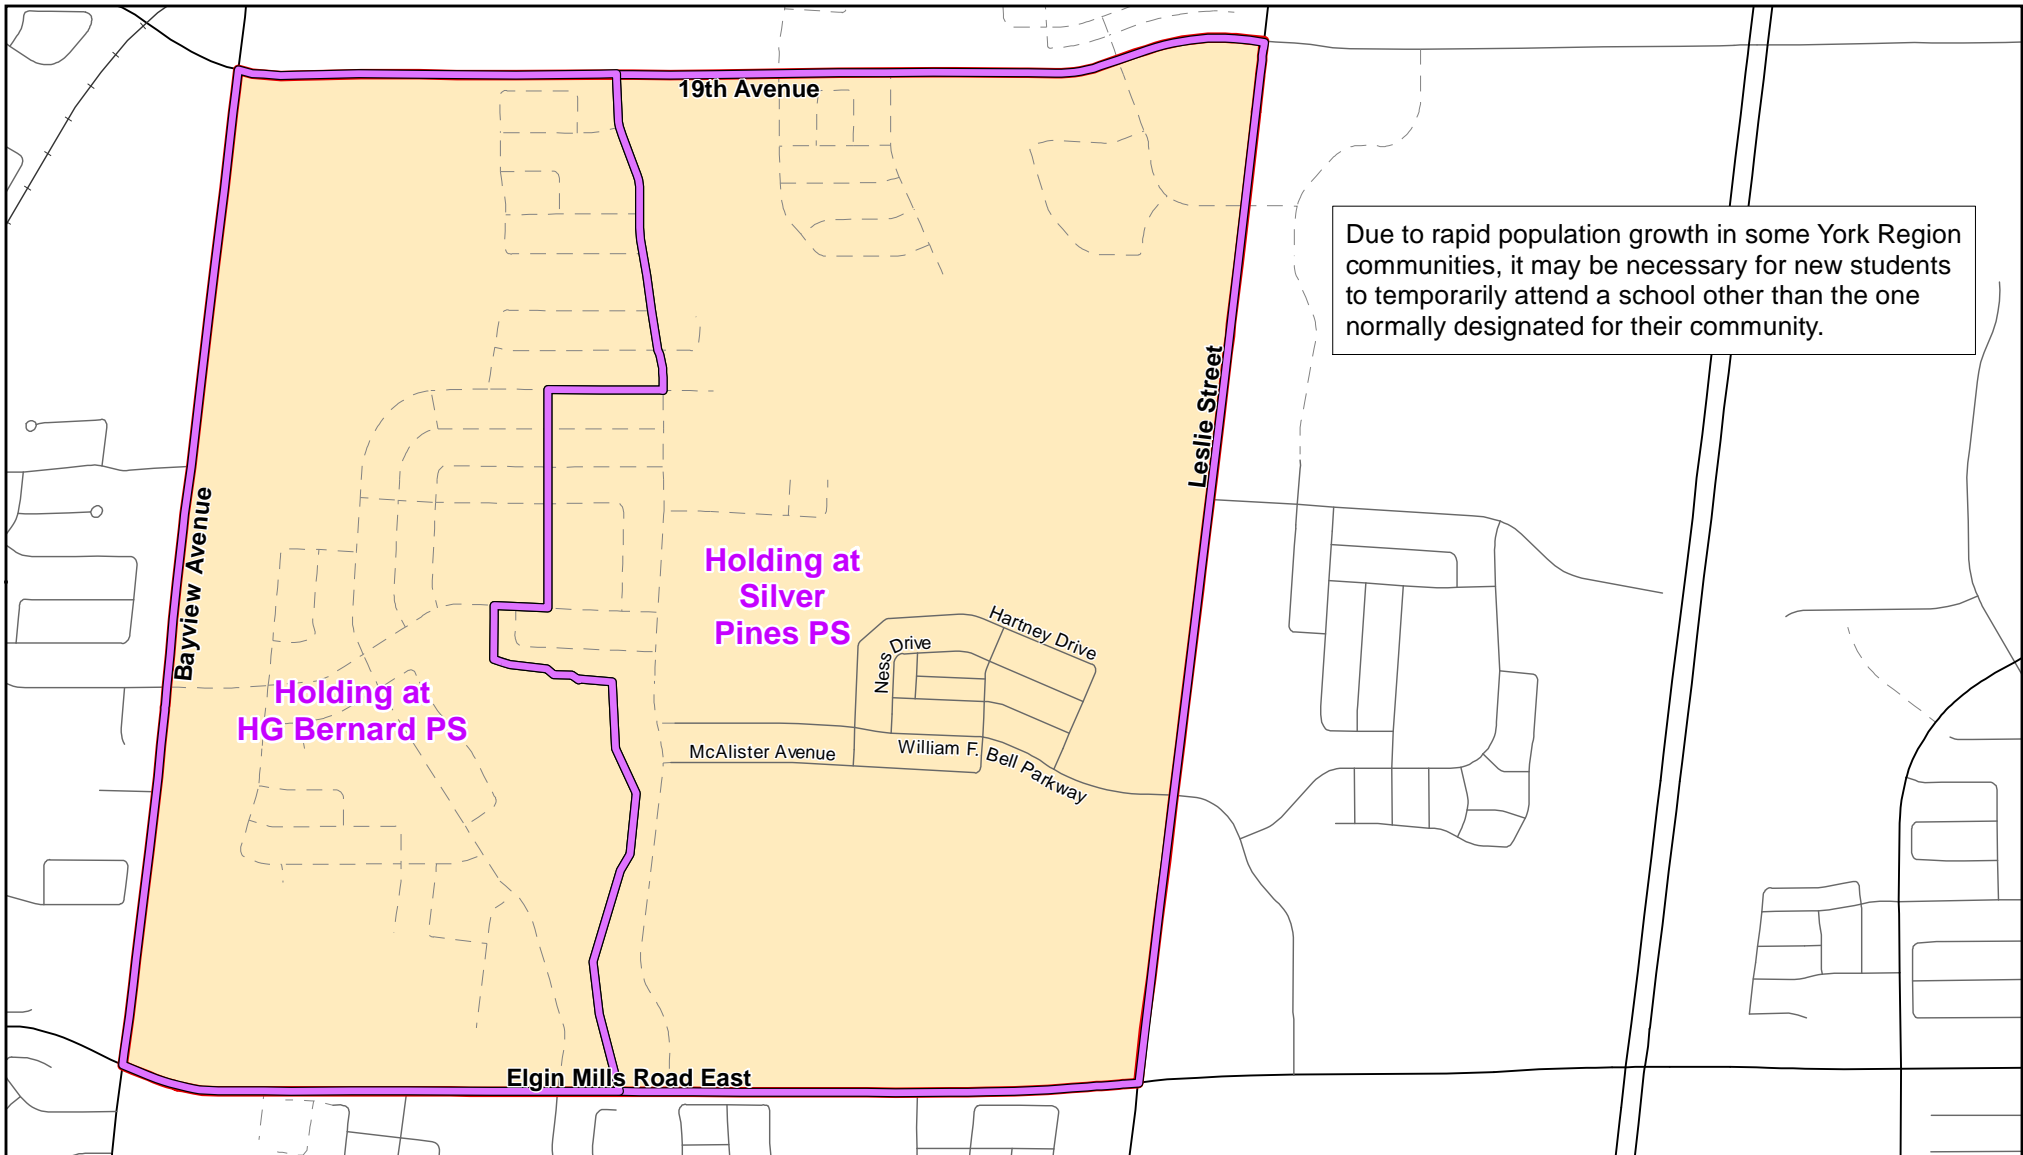 19th Avenue
Due to rapid population growth in some York Region
communities, it may be necessary for new students
to temporarily attend a school other than the one
normally designated for their community.
Leslie Street
Bayview Avenue
Holding at
Silver
Pines PS
Hartney Drive
Ness Drive
Holding at
HG Bernard PS
McAlister Avenue
William F. Bell Parkway
Elgin Mills Road East